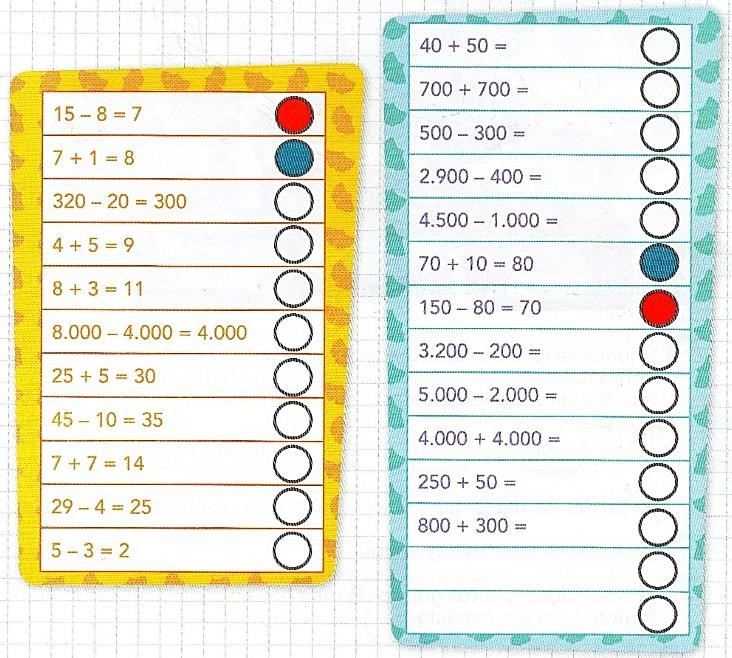 15 – 8 = 7
7 + 1 = 8
320 – 20 = 300
4 + 5 = 9
8 + 3 = 11
8.000 – 4.000 = 4.000
25 + 5 = 30
45 – 10 = 35
7 + 7 = 14
29 – 4 = 25
5 – 3 = 2
40 + 50 =
700 + 700 =
500 – 300 =
2.900 – 400 =
4.500 – 1.000 =
70 + 10 = 80
150 – 80 = 70
3.200 – 200 =
5.000 – 2.000 =
4.000 + 4.000 =
250 + 50 =
800 + 300 =